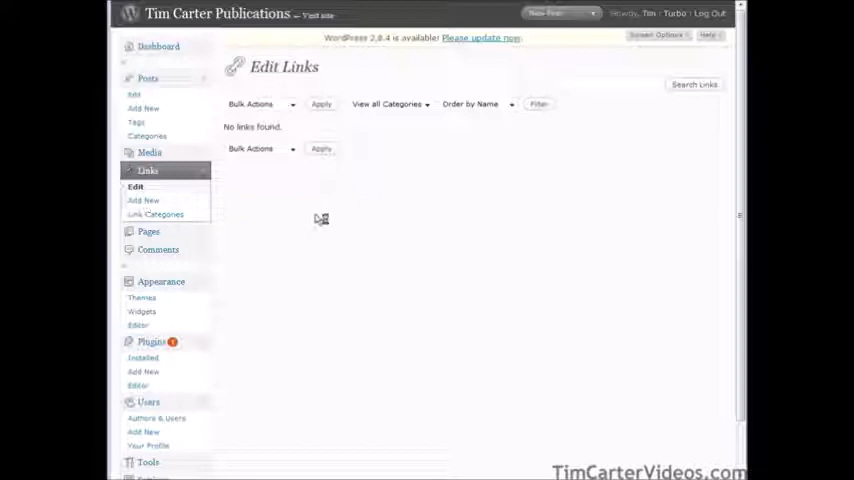 Tim Carter Publications — Visit site
New Post
Howdy, Tim | Turbo | Log Out
WordPress 2.8.4 is available! Please update now.
Screen Options
Help
Edit Links
Search Links
Bulk Actions
Apply
View all Categories
Order by Name
Filter
No links found.
Bulk Actions
Apply
Dashboard
Posts
Edit
Add New
Tags
Categories
Media
Links
Edit
Add New
Link Categories
Pages
Comments
Appearance
Themes
Widgets
Editor
Plugins 1
Installed
Add New
Editor
Users
Authors & Users
Add New
Your Profile
Tools
TimCarterVideos.com